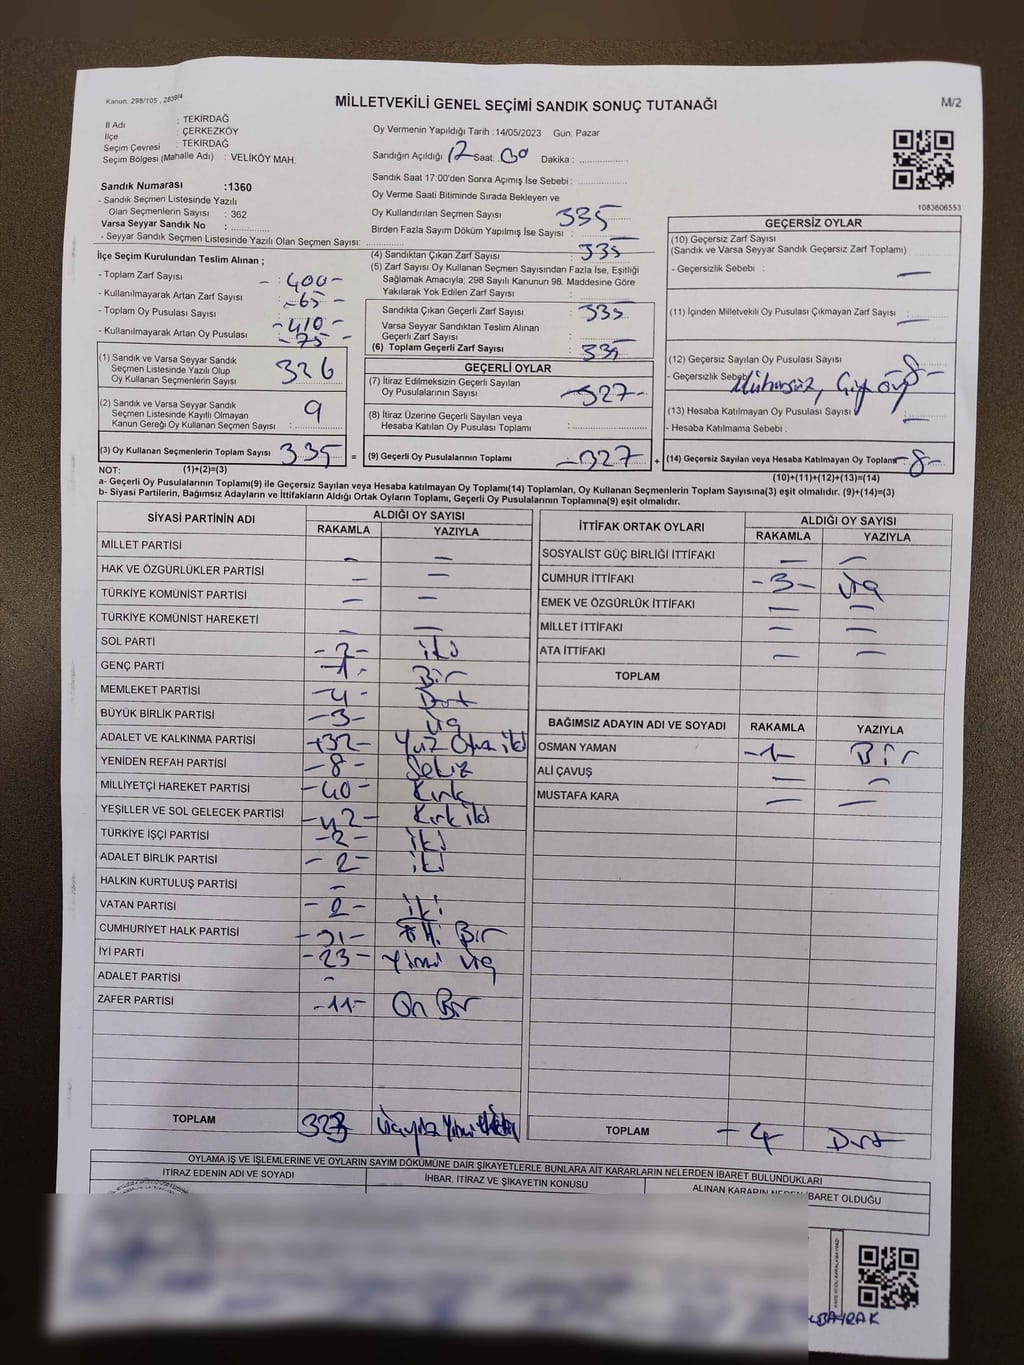 Kanun: 298/105 , 2839/4
MİLLETVEKİLİ GENEL SEÇİMİ SANDIK SONUÇ TUTANAĞI
M/2
İl Adı : TEKİRDAĞ
İlçe : ÇERKEZKÖY
Seçim Çevresi : TEKİRDAĞ
Seçim Bölgesi (Mahalle Adı) : VELİKÖY MAH.
Oy Vermenin Yapıldığı Tarih :14/05/2023 Gün: Pazar
Sandığın Açıldığı 12 Saat: 00 Dakika : ....................
Sandık Saat 17:00'den Sonra Açımış İse Sebebi : ....................
Oy Verme Saati Bitiminde Sırada Bekleyen ve
Oy Kullandırılan Seçmen Sayısı 335
Birden Fazla Sayım Döküm Yapılmış İse Sayısı :
1083606553
Sandık Numarası :1360
- Sandık Seçmen Listesinde Yazılı
Olan Seçmenlerin Sayısı : 362
Varsa Seyyar Sandık No : ............
- Seyyar Sandık Seçmen Listesinde Yazılı Olan Seçmen Sayısı: ............
İlçe Seçim Kurulundan Teslim Alınan ;
- Toplam Zarf Sayısı - 400 -
- Kullanılmayarak Artan Zarf Sayısı - 65 -
- Toplam Oy Pusulası - 410 -
- Kullanılmayarak Artan Oy Pusulası - 75 -
(1) Sandık ve Varsa Seyyar Sandık
Seçmen Listesinde Yazılı Olup
Oy Kullanan Seçmenlerin Sayısı 326
(2) Sandık ve Varsa Seyyar Sandık
Seçmen Listesinde Kayıtlı Olmayan
Kanun Gereği Oy Kullanan Seçmen Sayısı : 9
(3) Oy Kullanan Seçmenlerin Toplam Sayısı 335 =
(4) Sandıktan Çıkan Zarf Sayısı : 335
(5) Zarf Sayısı Oy Kullanan Seçmen Sayısından Fazla İse, Eşitliği
Sağlamak Amacıyla; 298 Sayılı Kanunun 98. Maddesine Göre
Yakılarak Yok Edilen Zarf Sayısı :
Sandıkta Çıkan Geçerli Zarf Sayısı : 335
Varsa Seyyar Sandıktan Teslim Alınan
Geçerli Zarf Sayısı :
(6) Toplam Geçerli Zarf Sayısı : 335
GEÇERLİ OYLAR
(7) İtiraz Edilmeksizin Geçerli Sayılan
Oy Pusulalarının Sayısı : -327-
(8) İtiraz Üzerine Geçerli Sayılan veya
Hesaba Katılan Oy Pusulası Toplamı :
(9) Geçerli Oy Pusulalarının Toplamı : -327 +
GEÇERSİZ OYLAR
(10) Geçersiz Zarf Sayısı
(Sandık ve Varsa Seyyar Sandık Geçersiz Zarf Toplamı)
- Geçersizlik Sebebi : —
(11) İçinden Milletvekili Oy Pusulası Çıkmayan Zarf Sayısı —
(12) Geçersiz Sayılan Oy Pusulası Sayısı 8 -
- Geçersizlik Sebebi Mühürsüz,
(13) Hesaba Katılmayan Oy Pusulası Sayısı —
- Hesaba Katılmama Sebebi :
(14) Geçersiz Sayılan veya Hesaba Katılmayan Oy Toplamı - 8 -
NOT: (1)+(2)=(3)
(10)+(11)+(12)+(13)=(14)
a- Geçerli Oy Pusulalarının Toplamı(9) ile Geçersiz Sayılan veya Hesaba Katılmayan Oy Toplamı(14) Toplamları, Oy Kullanan Seçmenlerin Toplam Sayısına(3) eşit olmalıdır. (9)+(14)=(3)
b- Siyasi Partilerin, Bağımsız Adayların ve İttifakların Aldığı Ortak Oyların Toplamı, Geçerli Oy Pusulalarının Toplamına(9) eşit olmalıdır.
SİYASİ PARTİNİN ADI ALDIĞI OY SAYISI
RAKAMLA YAZIYLA
MİLLET PARTİSİ — —
HAK VE ÖZGÜRLÜKLER PARTİSİ — —
TÜRKİYE KOMÜNİST PARTİSİ — —
TÜRKİYE KOMÜNİST HAREKETİ — —
SOL PARTİ - 2 - iki
GENÇ PARTİ - 1 - Bir
MEMLEKET PARTİSİ - 4 - Dört
BÜYÜK BİRLİK PARTİSİ - 3 - Üç
ADALET VE KALKINMA PARTİSİ 132 - Yüz Otuz iki
YENİDEN REFAH PARTİSİ - 8 - Sekiz
MİLLİYETÇİ HAREKET PARTİSİ - 40 - Kırk
YEŞİLLER VE SOL GELECEK PARTİSİ - 42 - Kırk iki
TÜRKİYE İŞÇİ PARTİSİ - 2 - iki
ADALET BİRLİK PARTİSİ - 2 - iki
HALKIN KURTULUŞ PARTİSİ —
VATAN PARTİSİ - 2 - iki
CUMHURİYET HALK PARTİSİ - 51 - Elli Bir
İYİ PARTİ - 23 - Yirmi Üç
ADALET PARTİSİ —
ZAFER PARTİSİ - 11 - On Bir
TOPLAM 323
İTTİFAK ORTAK OYLARI ALDIĞI OY SAYISI
RAKAMLA YAZIYLA
SOSYALİST GÜÇ BİRLİĞİ İTTİFAKI — —
CUMHUR İTTİFAKI - 3 - Üç
EMEK VE ÖZGÜRLÜK İTTİFAKI — —
MİLLET İTTİFAKI — —
ATA İTTİFAKI — —
TOPLAM
BAĞIMSIZ ADAYIN ADI VE SOYADI RAKAMLA YAZIYLA
OSMAN YAMAN - 1 - Bir
ALİ ÇAVUŞ — —
MUSTAFA KARA — —
TOPLAM - 4 Dört
OYLAMA İŞ VE İŞLEMLERİNE VE OYLARIN SAYIM DÖKÜMÜNE DAİR ŞİKAYETLERLE BUNLARA AİT KARARLARIN NELERDEN İBARET BULUNDUKLARI
İTİRAZ EDENİN ADI VE SOYADI İHBAR, İTİRAZ VE ŞİKAYETİN KONUSU ALINAN KARARIN NEDEN İBARET OLDUĞU